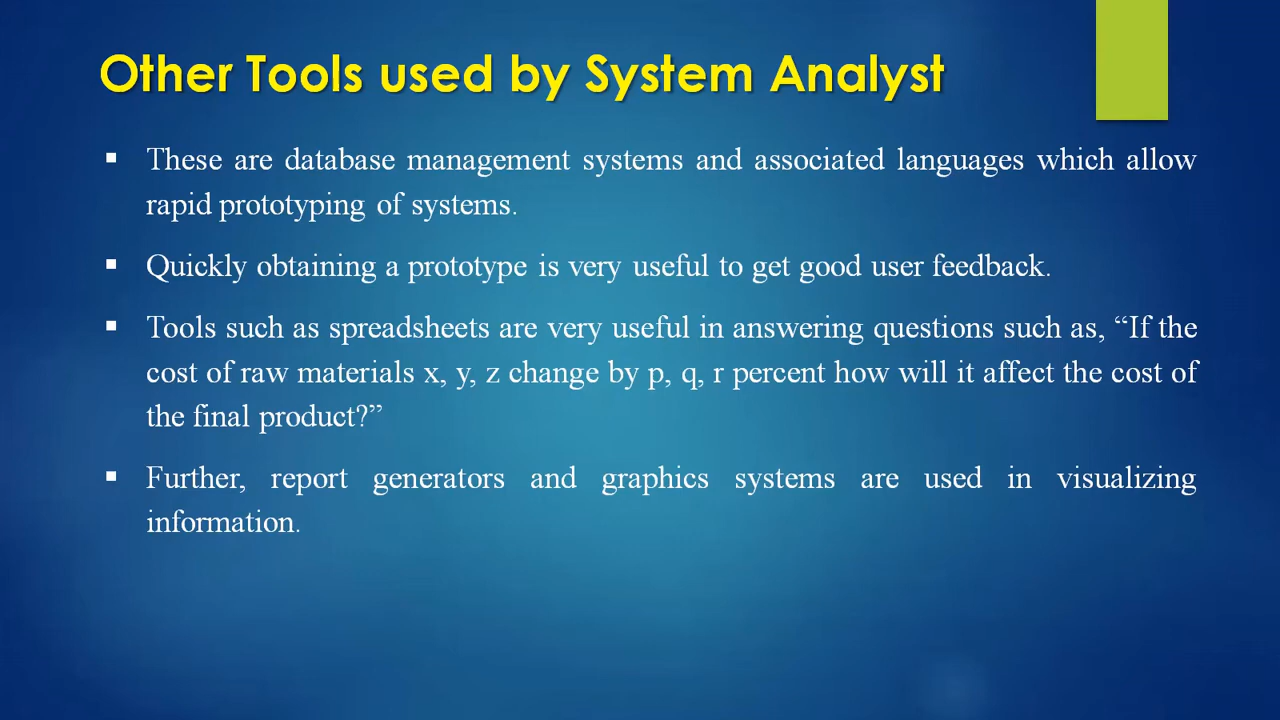 Other Tools used by System Analyst
▪ These are database management systems and associated languages which allow
rapid prototyping of systems.
▪ Quickly obtaining a prototype is very useful to get good user feedback.
▪ Tools such as spreadsheets are very useful in answering questions such as, “If the
cost of raw materials x, y, z change by p, q, r percent how will it affect the cost of
the final product?”
▪ Further, report generators and graphics systems are used in visualizing
information.